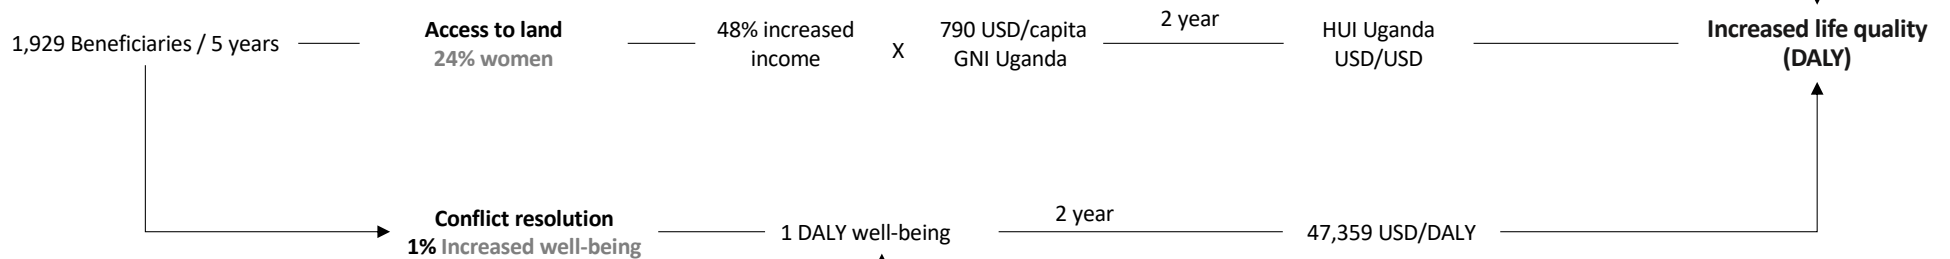 1,929 Beneficiaries / 5 years
Access to land
24% women
48% increased
income
X
790 USD/capita
GNI Uganda
2 year
HUI Uganda
USD/USD
Increased life quality
(DALY)
Conflict resolution
1% Increased well-being
1 DALY well-being
2 year
47,359 USD/DALY